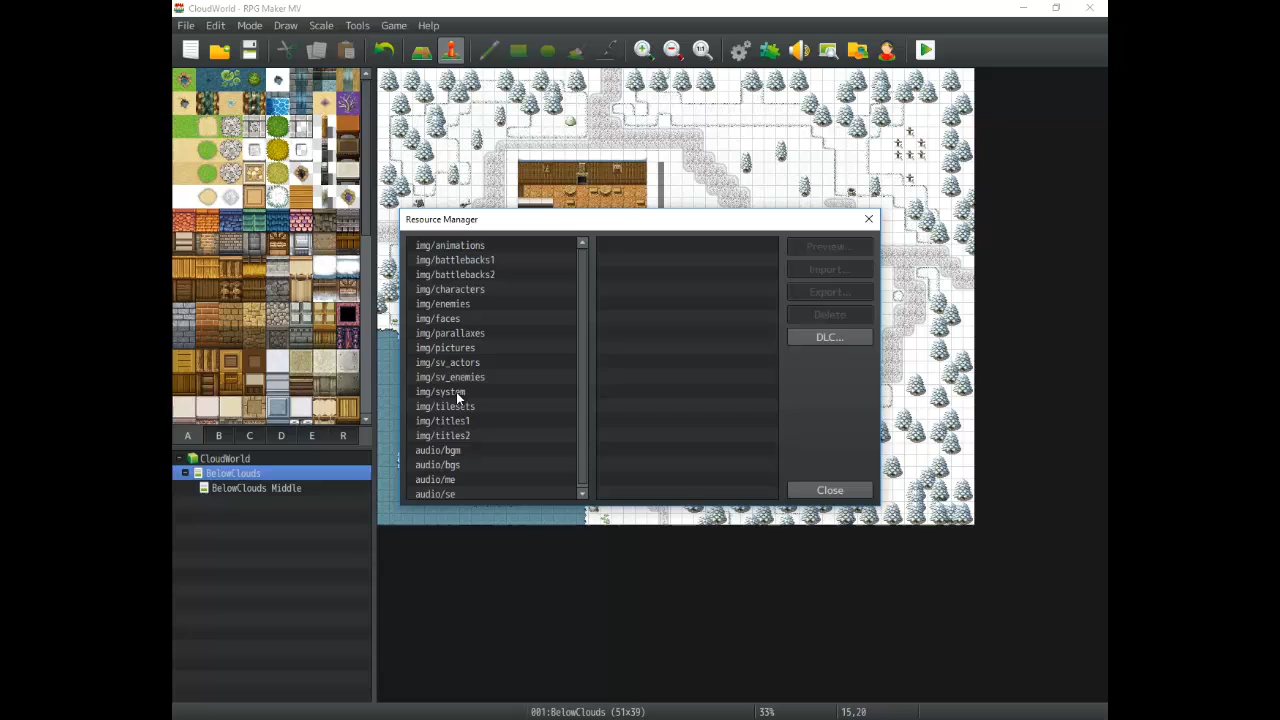 CloudWorld - RPG Maker MV
File Edit Mode Draw Scale Tools Game Help
1:1
Resource Manager
img/animations
img/battlebacks1
img/battlebacks2
img/characters
img/enemies
img/faces
img/parallaxes
img/pictures
img/sv_actors
img/sv_enemies
img/system
img/tilesets
img/titles1
img/titles2
audio/bgm
audio/bgs
audio/me
audio/se
Preview...
Import...
Export...
Delete
DLC...
Close
A B C D E R
CloudWorld
BelowClouds
BelowClouds Middle
001:BelowClouds (51x39) 33% 15,20